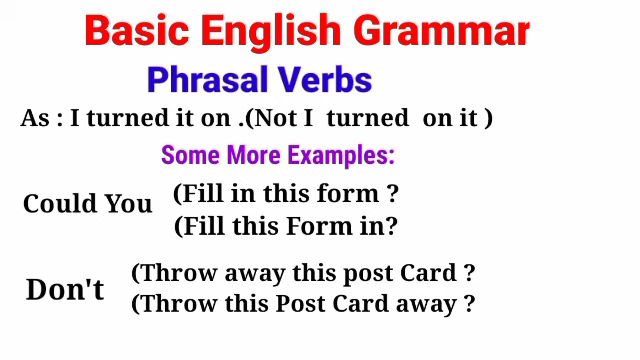 Basic English Grammar
Phrasal Verbs
As : I turned it on .(Not I turned on it )
Some More Examples:
Could You
(Fill in this form ?
(Fill this Form in?
Don't
(Throw away this post Card ?
(Throw this Post Card away ?